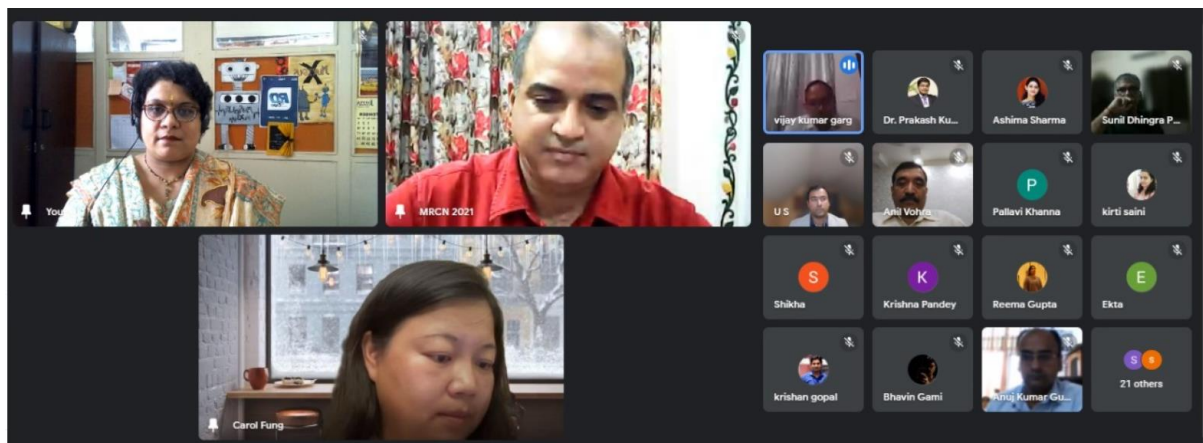 You
MRCN 2021
Carol Fung
vijay kumar garg
Dr. Prakash Ku...
Ashima Sharma
Sunil Dhingra P...
U S
Anil Vohra
P
Pallavi Khanna
kirti saini
S
Shikha
K
Krishna Pandey
Reema Gupta
E
Ekta
krishan gopal
Bhavin Gami
Anuj Kumar Gu...
S
s
21 others